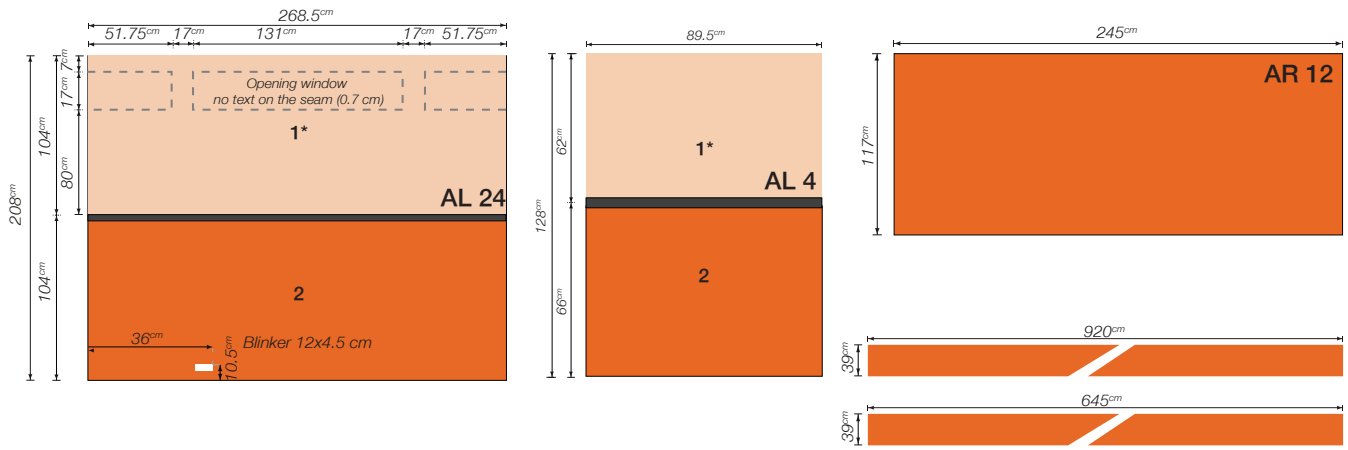 268.5cm
51.75cm 17cm 131cm 17cm 51.75cm
7cm
17cm
80cm
104cm
104cm
208cm
Opening window
no text on the seam (0.7 cm)
1*
AL 24
2
36cm
Blinker 12x4.5 cm
10.5cm
89.5cm
62cm
66cm
128cm
1*
AL 4
2
245cm
117cm
AR 12
920cm
39cm
645cm
39cm